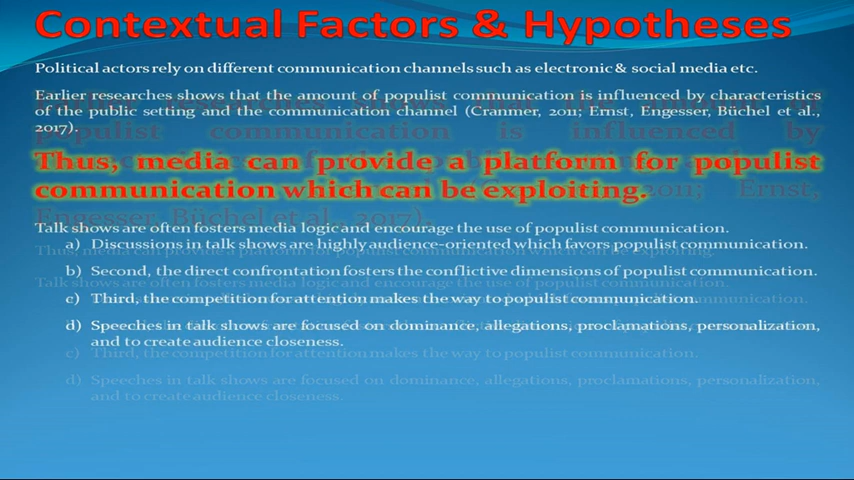 Contextual Factors & Hypotheses
Political actors rely on different communication channels such as electronic & social media etc.
Earlier researches shows that the amount of populist communication is influenced by characteristics
of the public setting and the communication channel (Cranmer, 2011; Ernst, Engesser, Büchel et al.,
2017).
Thus, media can provide a platform for populist
communication which can be exploiting.
Talk shows are often fosters media logic and encourage the use of populist communication.
a) Discussions in talk shows are highly audience-oriented which favors populist communication.
b) Second, the direct confrontation fosters the conflictive dimensions of populist communication.
c) Third, the competition for attention makes the way to populist communication.
d) Speeches in talk shows are focused on dominance, allegations, proclamations, personalization,
and to create audience closeness.